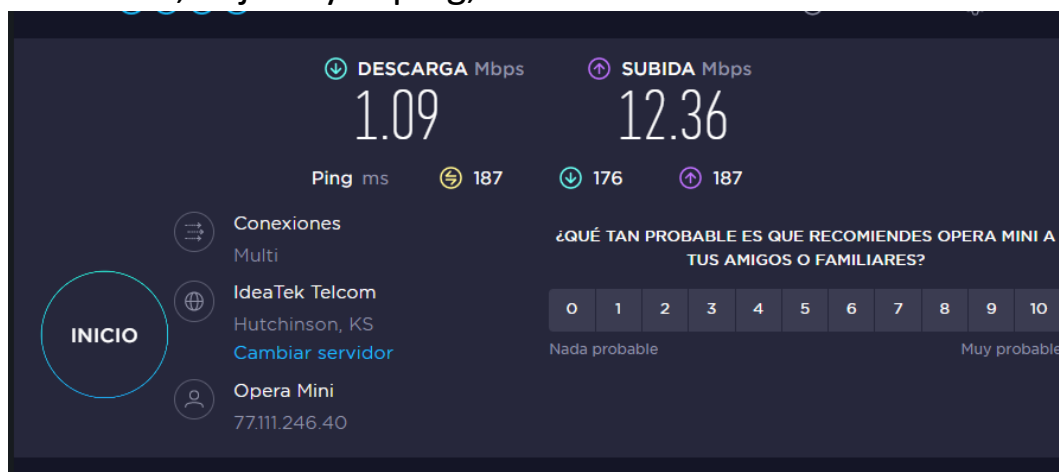 DESCARGA Mbps
1.09
SUBIDA Mbps
12.36
Ping ms 187 176 187
Conexiones
Multi
IdeaTek Telcom
Hutchinson, KS
Cambiar servidor
Opera Mini
77.111.246.40
INICIO
¿QUÉ TAN PROBABLE ES QUE RECOMIENDES OPERA MINI A
TUS AMIGOS O FAMILIARES?
0 1 2 3 4 5 6 7 8 9 10
Nada probable Muy probable